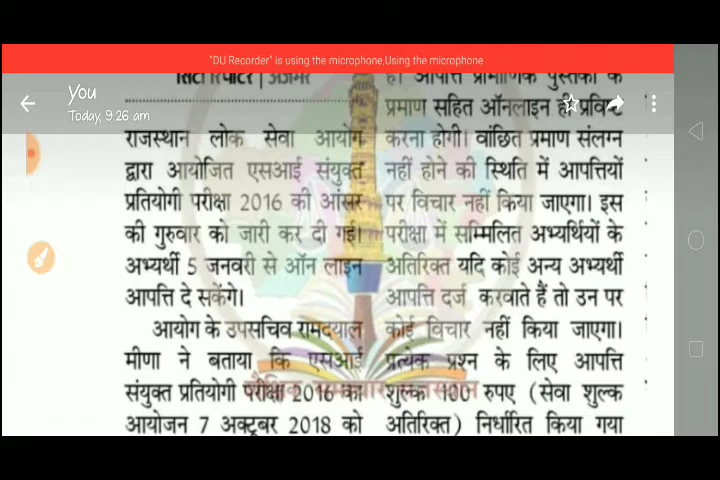 "DU Recorder" is using the microphone,Using the microphone
You
Today, 9:26 am
सिटी रिपोर्टर | अजमेर
राजस्थान लोक सेवा आयोग
द्वारा आयोजित एसआई संयुक्त
प्रतियोगी परीक्षा 2016 की आंसर
की गुरुवार को जारी कर दी गई।
अभ्यर्थी 5 जनवरी से ऑन लाइन
आपत्ति दे सकेंगे।
आयोग के उपसचिव रामदयाल
मीणा ने बताया कि एसआई
संयुक्त प्रतियोगी परीक्षा 2016 का
आयोजन 7 अक्टूबर 2018 को
है। आपत्ति प्रामाणिक पुस्तकों के
प्रमाण सहित ऑनलाइन ही प्रविष्ट
करना होगी। वांछित प्रमाण संलग्न
नहीं होने की स्थिति में आपत्तियों
पर विचार नहीं किया जाएगा। इस
परीक्षा में सम्मिलित अभ्यर्थियों के
अतिरिक्त यदि कोई अन्य अभ्यर्थी
आपत्ति दर्ज करवाते हैं तो उन पर
कोई विचार नहीं किया जाएगा।
प्रत्येक प्रश्न के लिए आपत्ति
शुल्क 100 रुपए (सेवा शुल्क
अतिरिक्त) निर्धारित किया गया